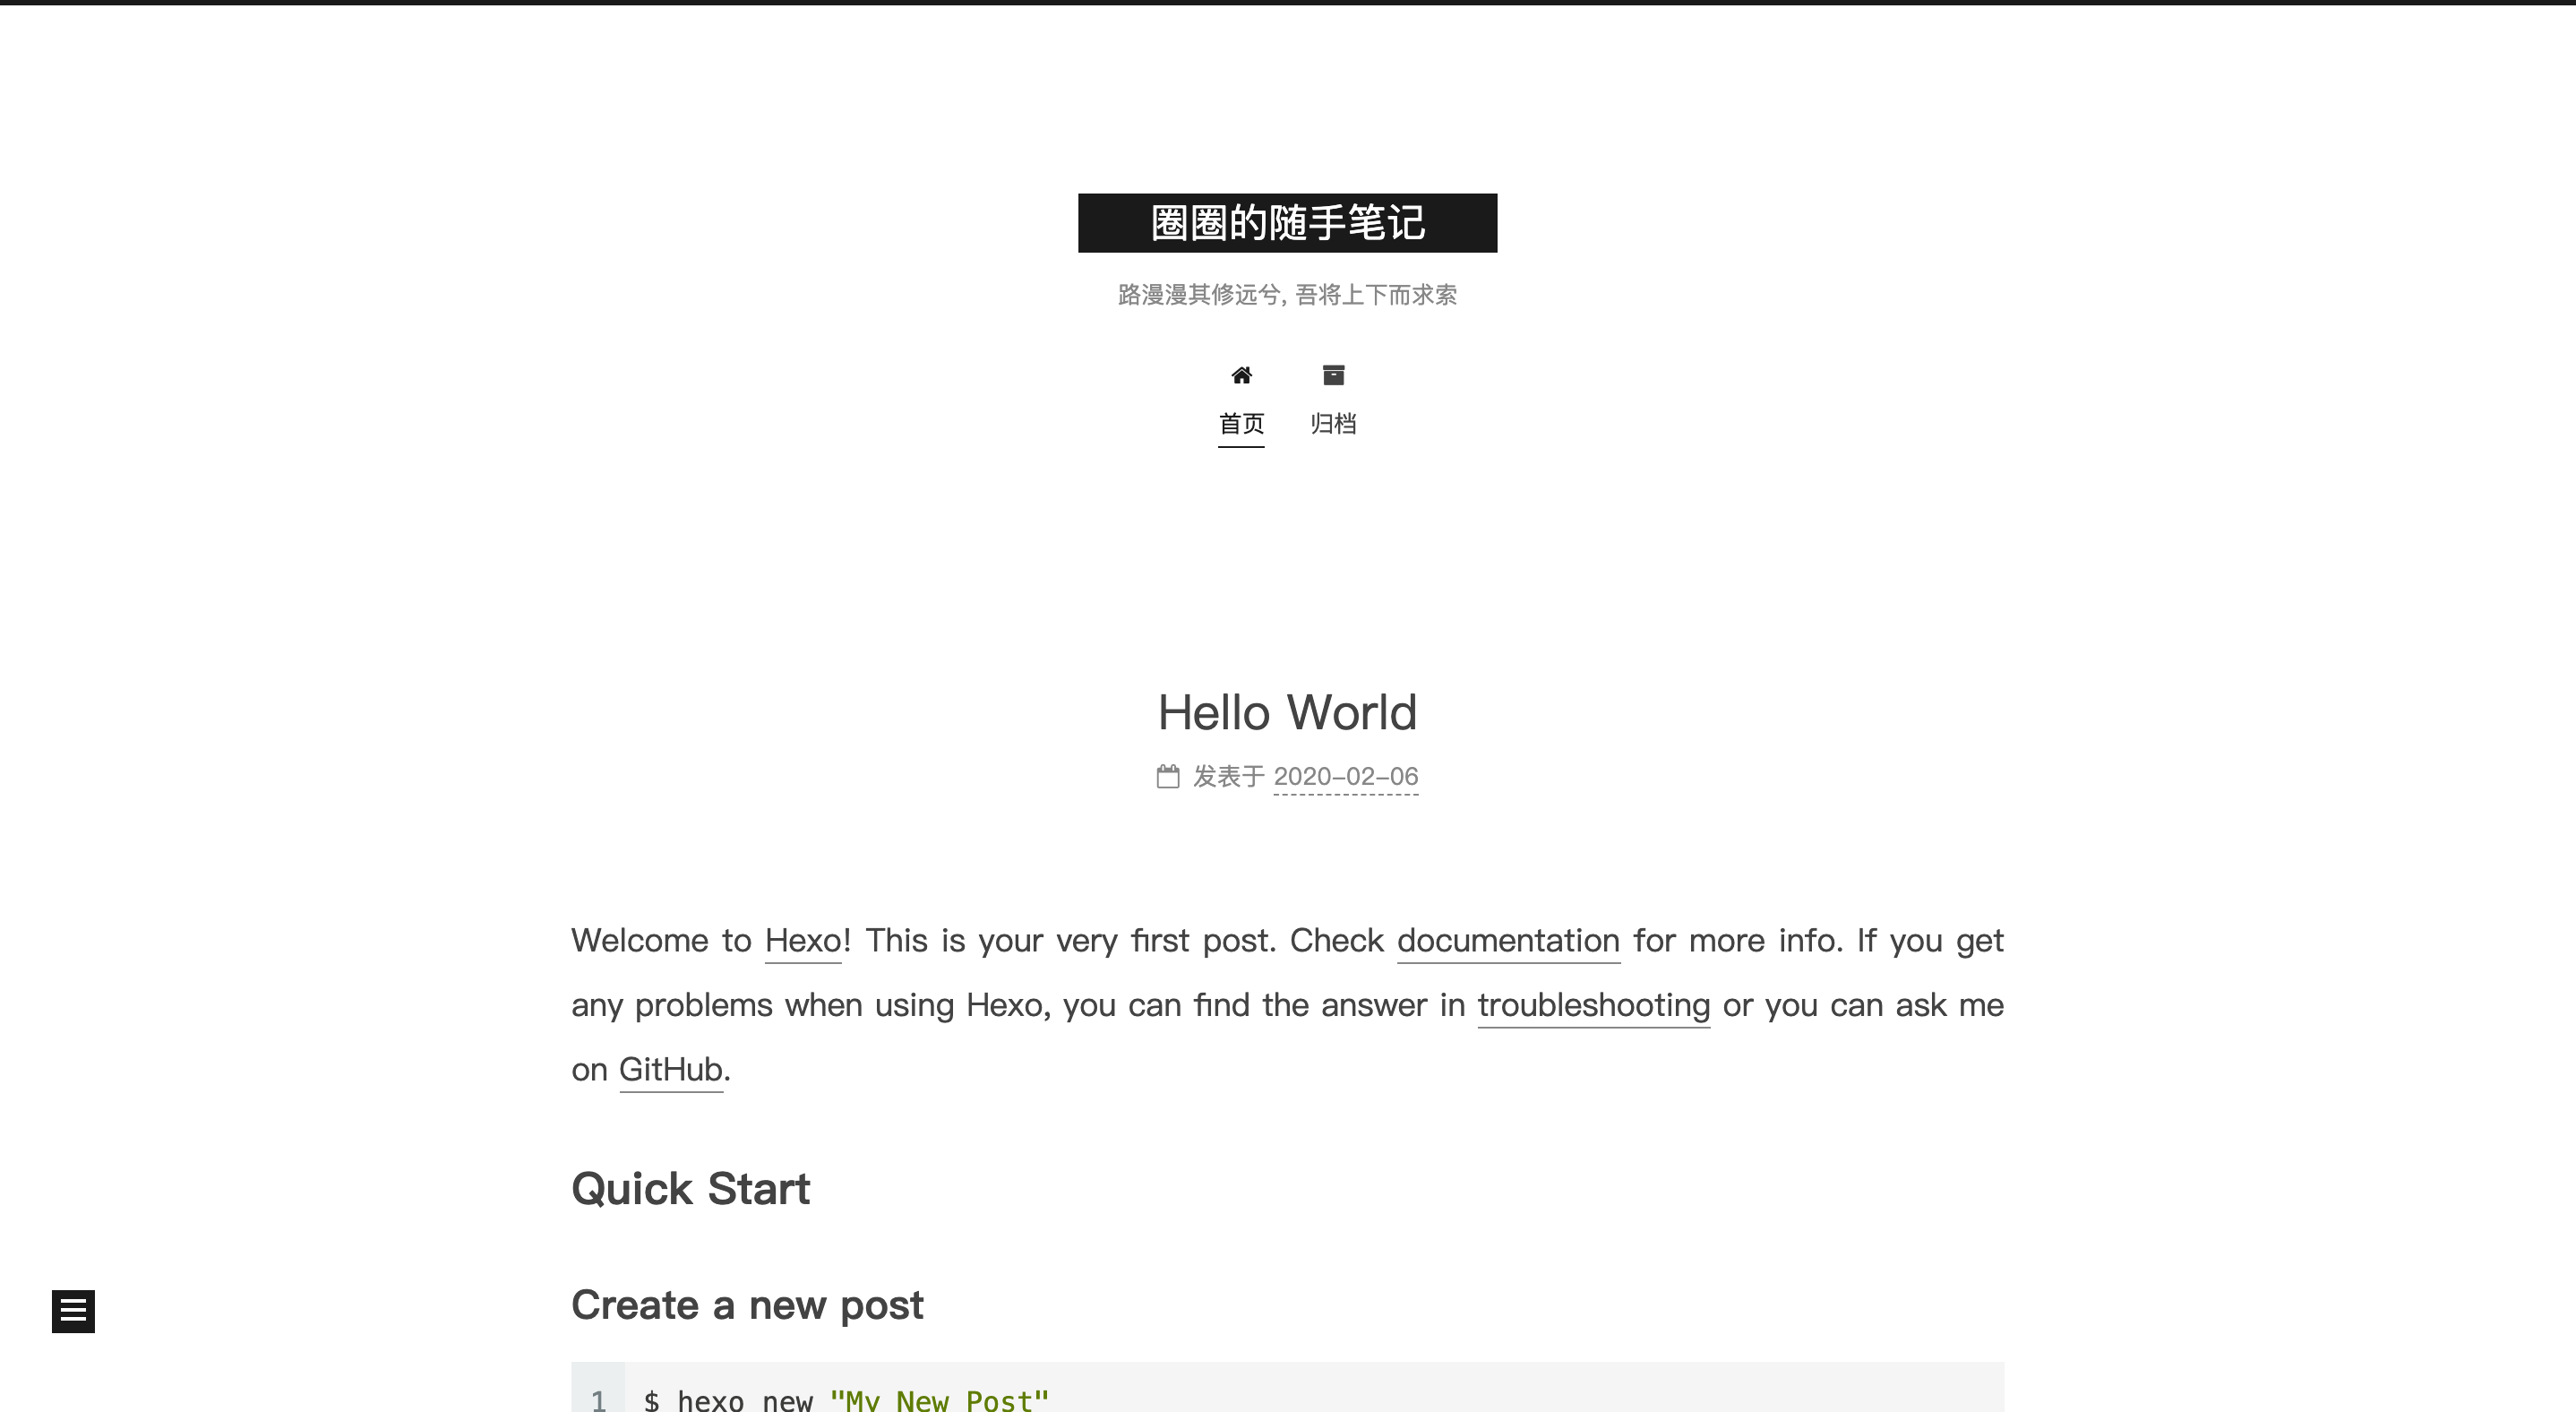 圈圈的随手笔记
路漫漫其修远兮, 吾将上下而求索
首页 归档
Hello World
发表于 2020-02-06
Welcome to Hexo! This is your very first post. Check documentation for more info. If you get
any problems when using Hexo, you can find the answer in troubleshooting or you can ask me
on GitHub.
Quick Start
Create a new post
1 $ hexo new "My New Post"